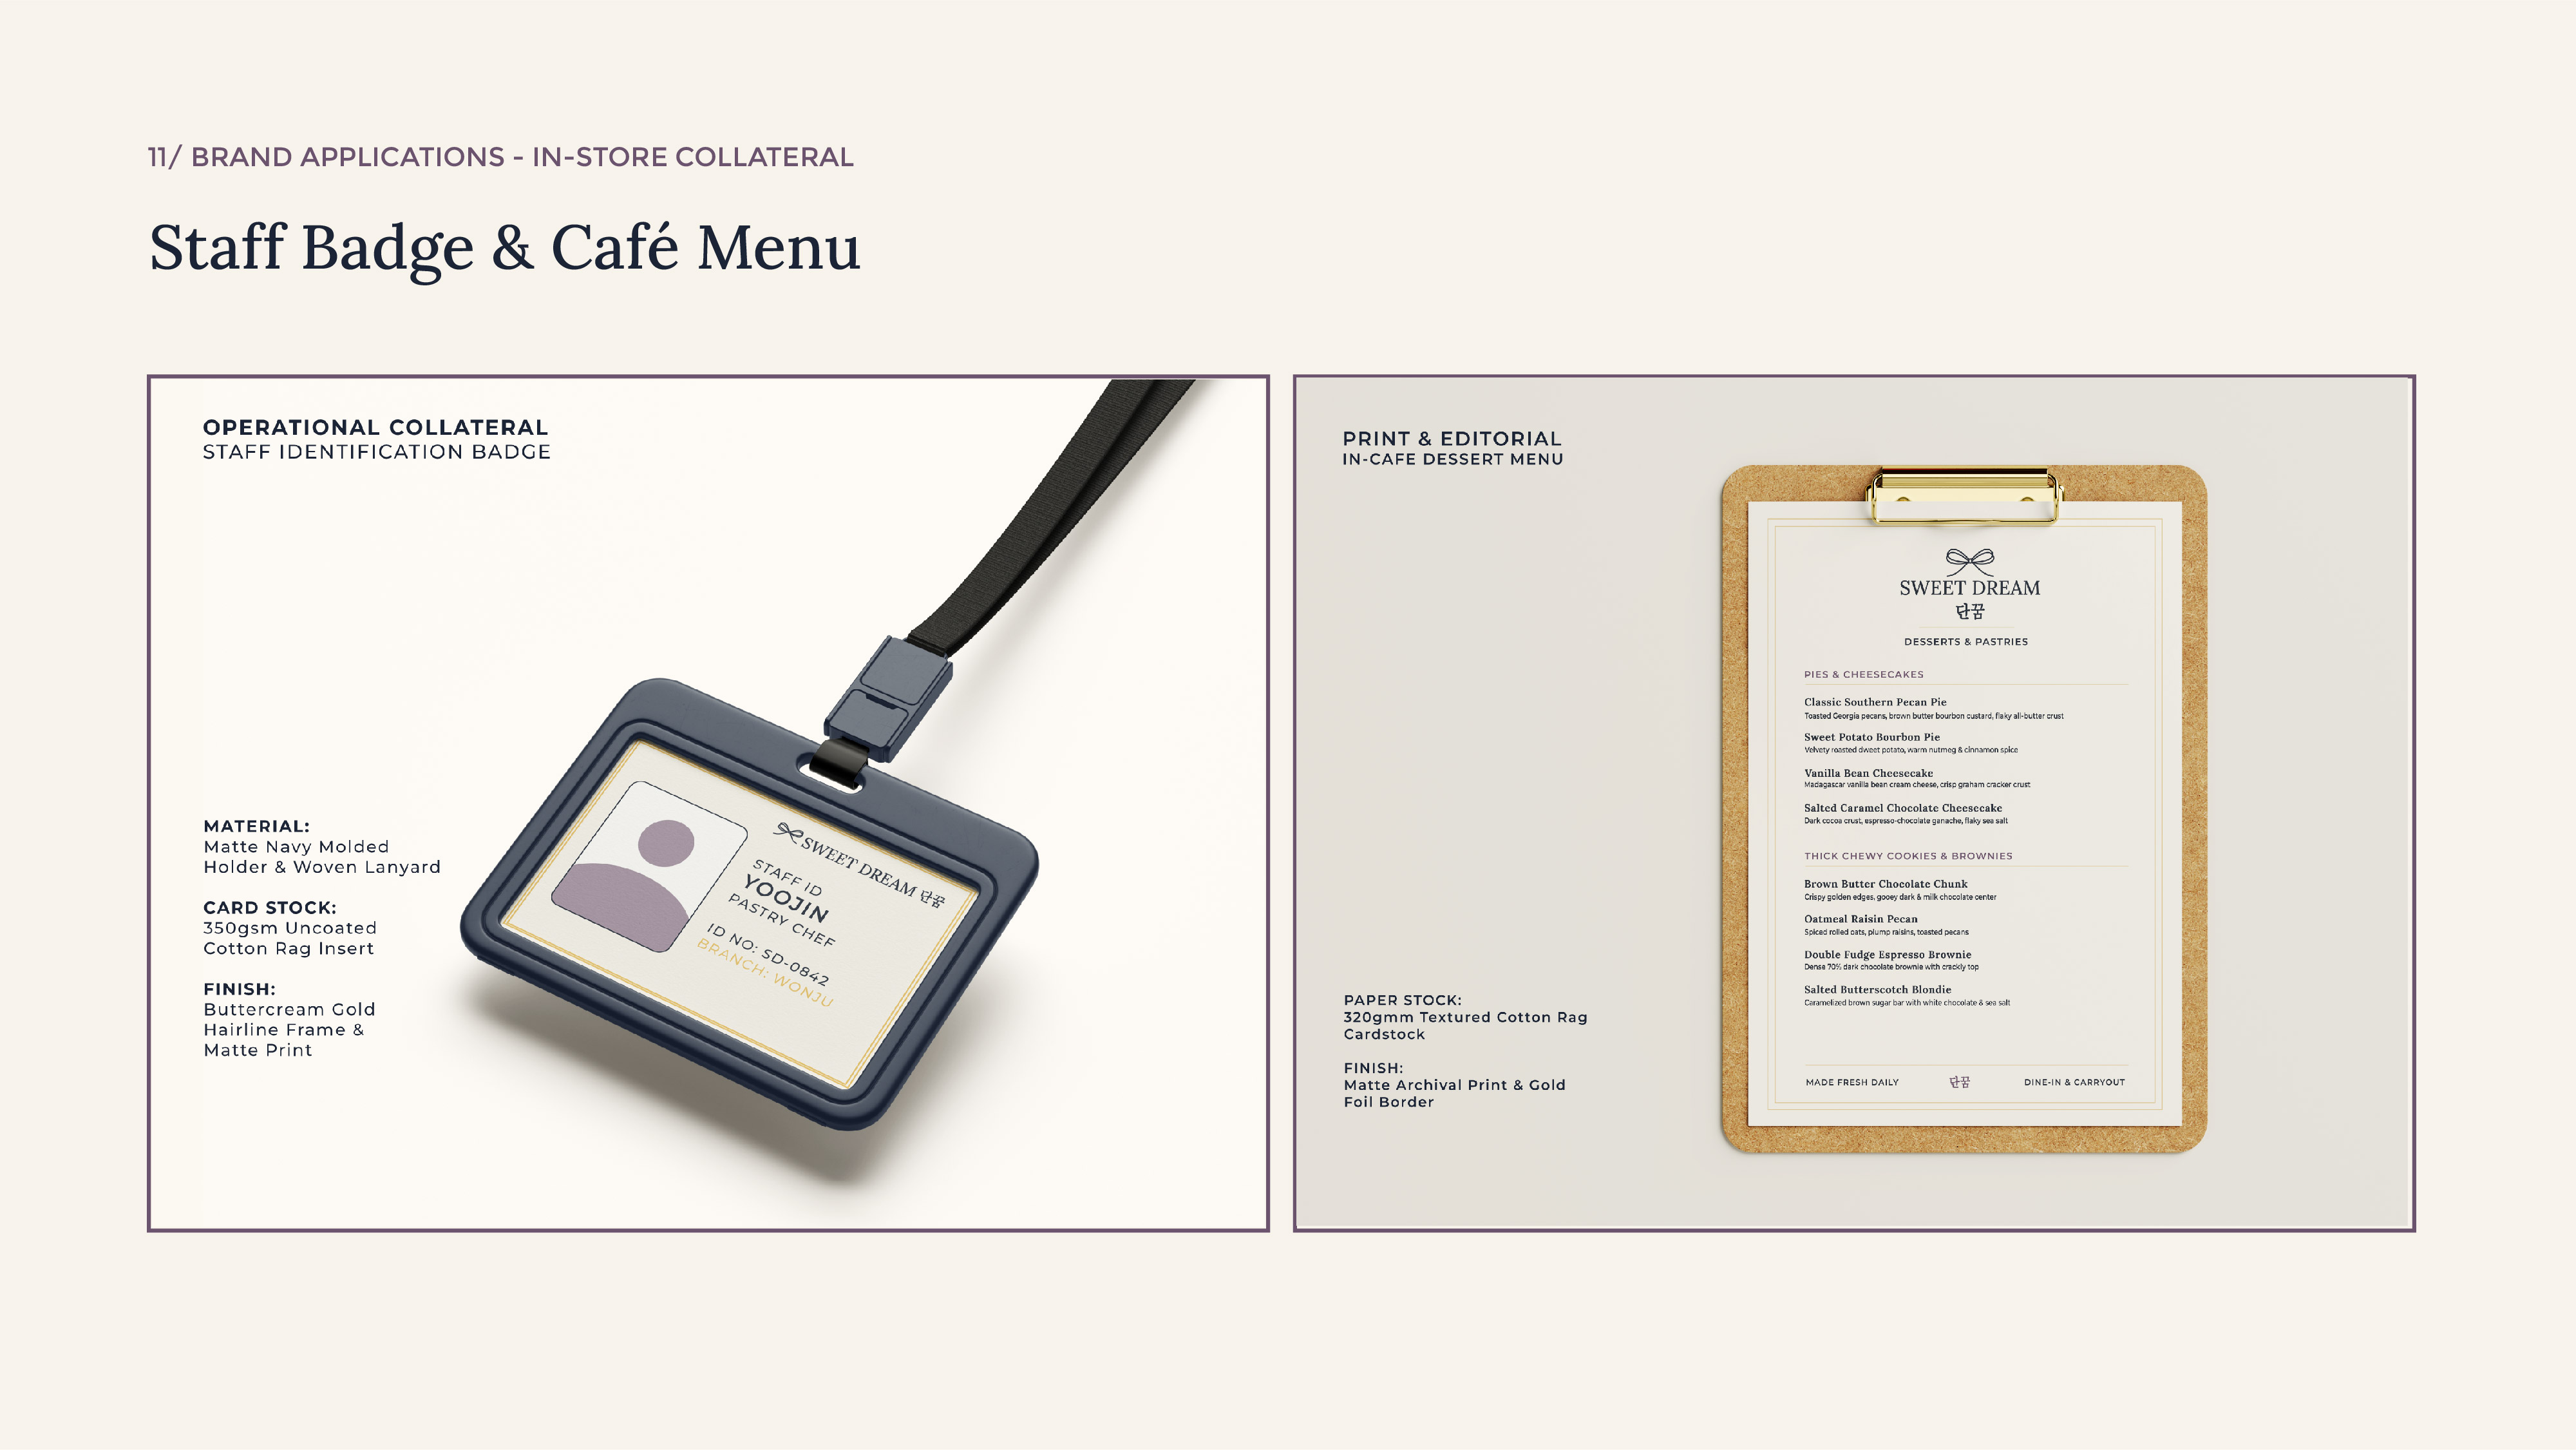 11/ BRAND APPLICATIONS - IN-STORE COLLATERAL
Staff Badge & Café Menu
OPERATIONAL COLLATERAL
STAFF IDENTIFICATION BADGE
MATERIAL:
Matte Navy Molded
Holder & Woven Lanyard
CARD STOCK:
350gsm Uncoated
Cotton Rag Insert
FINISH:
Buttercream Gold
Hairline Frame &
Matte Print
SWEET DREAM 단꿈
STAFF ID
YOOJIN
PASTRY CHEF
ID NO: SD-0842
BRANCH: WONJU
PRINT & EDITORIAL
IN-CAFE DESSERT MENU
PAPER STOCK:
320gmm Textured Cotton Rag
Cardstock
FINISH:
Matte Archival Print & Gold
Foil Border
SWEET DREAM
단꿈
DESSERTS & PASTRIES
PIES & CHEESECAKES
Classic Southern Pecan Pie
Toasted Georgia pecans, brown butter bourbon custard, flaky all-butter crust
Sweet Potato Bourbon Pie
Velvety roasted dweet potato, warm nutmeg & cinnamon spice
Vanilla Bean Cheesecake
Madagascar vanilla bean cream cheese, crisp graham cracker crust
Salted Caramel Chocolate Cheesecake
Dark cocoa crust, espresso-chocolate ganache, flaky sea salt
THICK CHEWY COOKIES & BROWNIES
Brown Butter Chocolate Chunk
Crispy golden edges, gooey dark & milk chocolate center
Oatmeal Raisin Pecan
Spiced rolled oats, plump raisins, toasted pecans
Double Fudge Espresso Brownie
Dense 70% dark chocolate brownie with crackly top
Salted Butterscotch Blondie
Caramelized brown sugar bar with white chocolate & sea salt
MADE FRESH DAILY
단꿈
DINE-IN & CARRYOUT